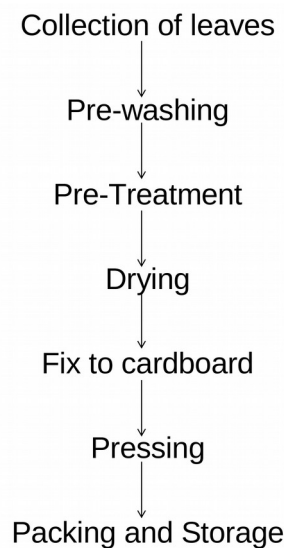 Collection of leaves
Pre-washing
Pre-Treatment
Drying
Fix to cardboard
Pressing
Packing and Storage